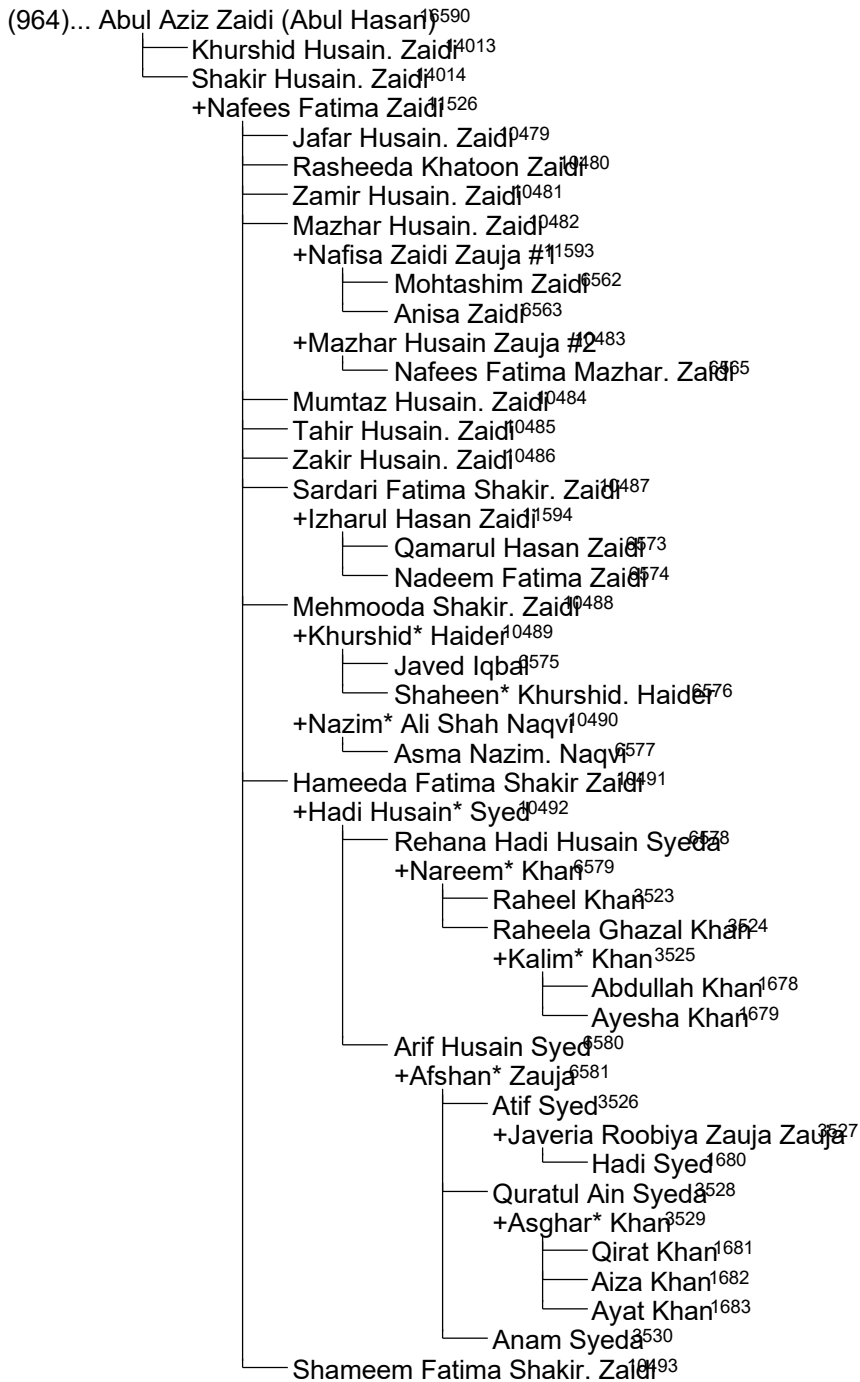 (964)... Abul Aziz Zaidi (Abul Hasan)16590
Khurshid Husain. Zaidi14013
Shakir Husain. Zaidi14014
+Nafees Fatima Zaidi11526
Jafar Husain. Zaidi10479
Rasheeda Khatoon Zaidi10480
Zamir Husain. Zaidi10481
Mazhar Husain. Zaidi10482
+Nafisa Zaidi Zauja #111593
Mohtashim Zaidi6562
Anisa Zaidi6563
+Mazhar Husain Zauja #210483
Nafees Fatima Mazhar. Zaidi6565
Mumtaz Husain. Zaidi10484
Tahir Husain. Zaidi10485
Zakir Husain. Zaidi10486
Sardari Fatima Shakir. Zaidi10487
+Izharul Hasan Zaidi11594
Qamarul Hasan Zaidi6573
Nadeem Fatima Zaidi6574
Mehmooda Shakir. Zaidi10488
+Khurshid* Haider10489
Javed Iqbal6575
Shaheen* Khurshid. Haider6576
+Nazim* Ali Shah Naqvi10490
Asma Nazim. Naqvi6577
Hameeda Fatima Shakir Zaidi10491
+Hadi Husain* Syed10492
Rehana Hadi Husain Syeda6578
+Nareem* Khan6579
Raheel Khan3523
Raheela Ghazal Khan3524
+Kalim* Khan3525
Abdullah Khan1678
Ayesha Khan1679
Arif Husain Syed6580
+Afshan* Zauja6581
Atif Syed3526
+Javeria Roobiya Zauja Zauja3527
Hadi Syed1680
Quratul Ain Syeda3528
+Asghar* Khan3529
Qirat Khan1681
Aiza Khan1682
Ayat Khan1683
Anam Syeda3530
Shameem Fatima Shakir. Zaidi10493